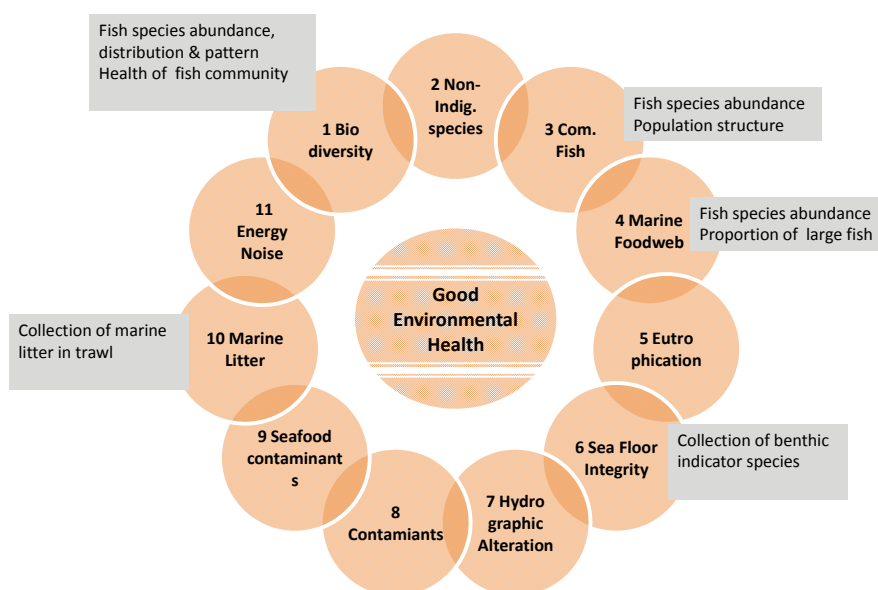 Fish species abundance,
distribution & pattern
Health of fish community
1 Bio
diversity
2 Non-
Indig.
species
3 Com.
Fish
Fish species abundance
Population structure
4 Marine
Foodweb
Fish species abundance
Proportion of large fish
5 Eutro
phication
6 Sea Floor
Integrity
Collection of benthic
indicator species
7 Hydro
graphic
Alteration
8
Contamiants
9 Seafood
contaminant
s
10 Marine
Litter
Collection of marine
litter in trawl
11
Energy
Noise
Good
Environmental
Health